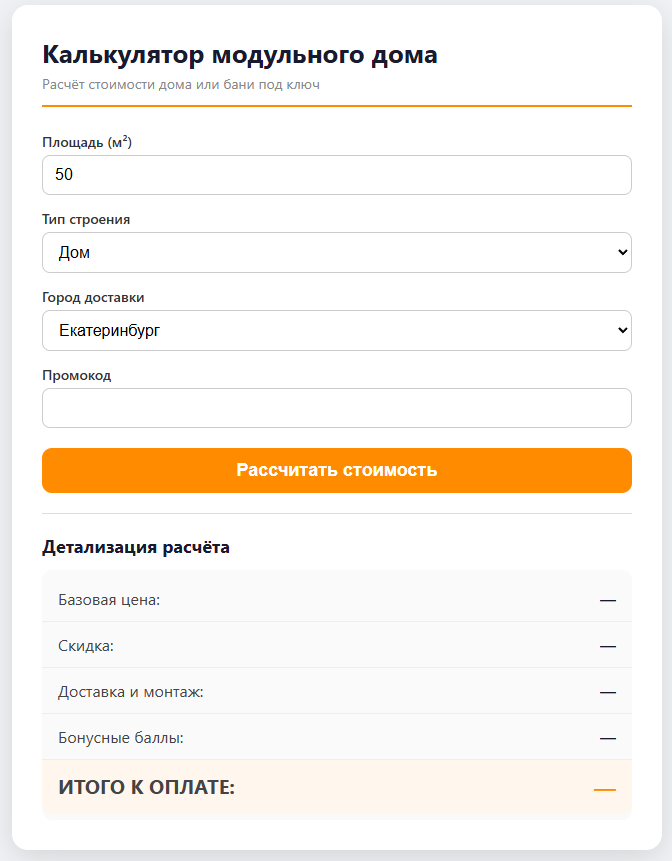 Калькулятор модульного дома
Расчёт стоимости дома или бани под ключ
Площадь (м²)
50
Тип строения
Дом
Город доставки
Екатеринбург
Промокод
Рассчитать стоимость
Детализация расчёта
Базовая цена: —
Скидка: —
Доставка и монтаж: —
Бонусные баллы: —
ИТОГО К ОПЛАТЕ: —